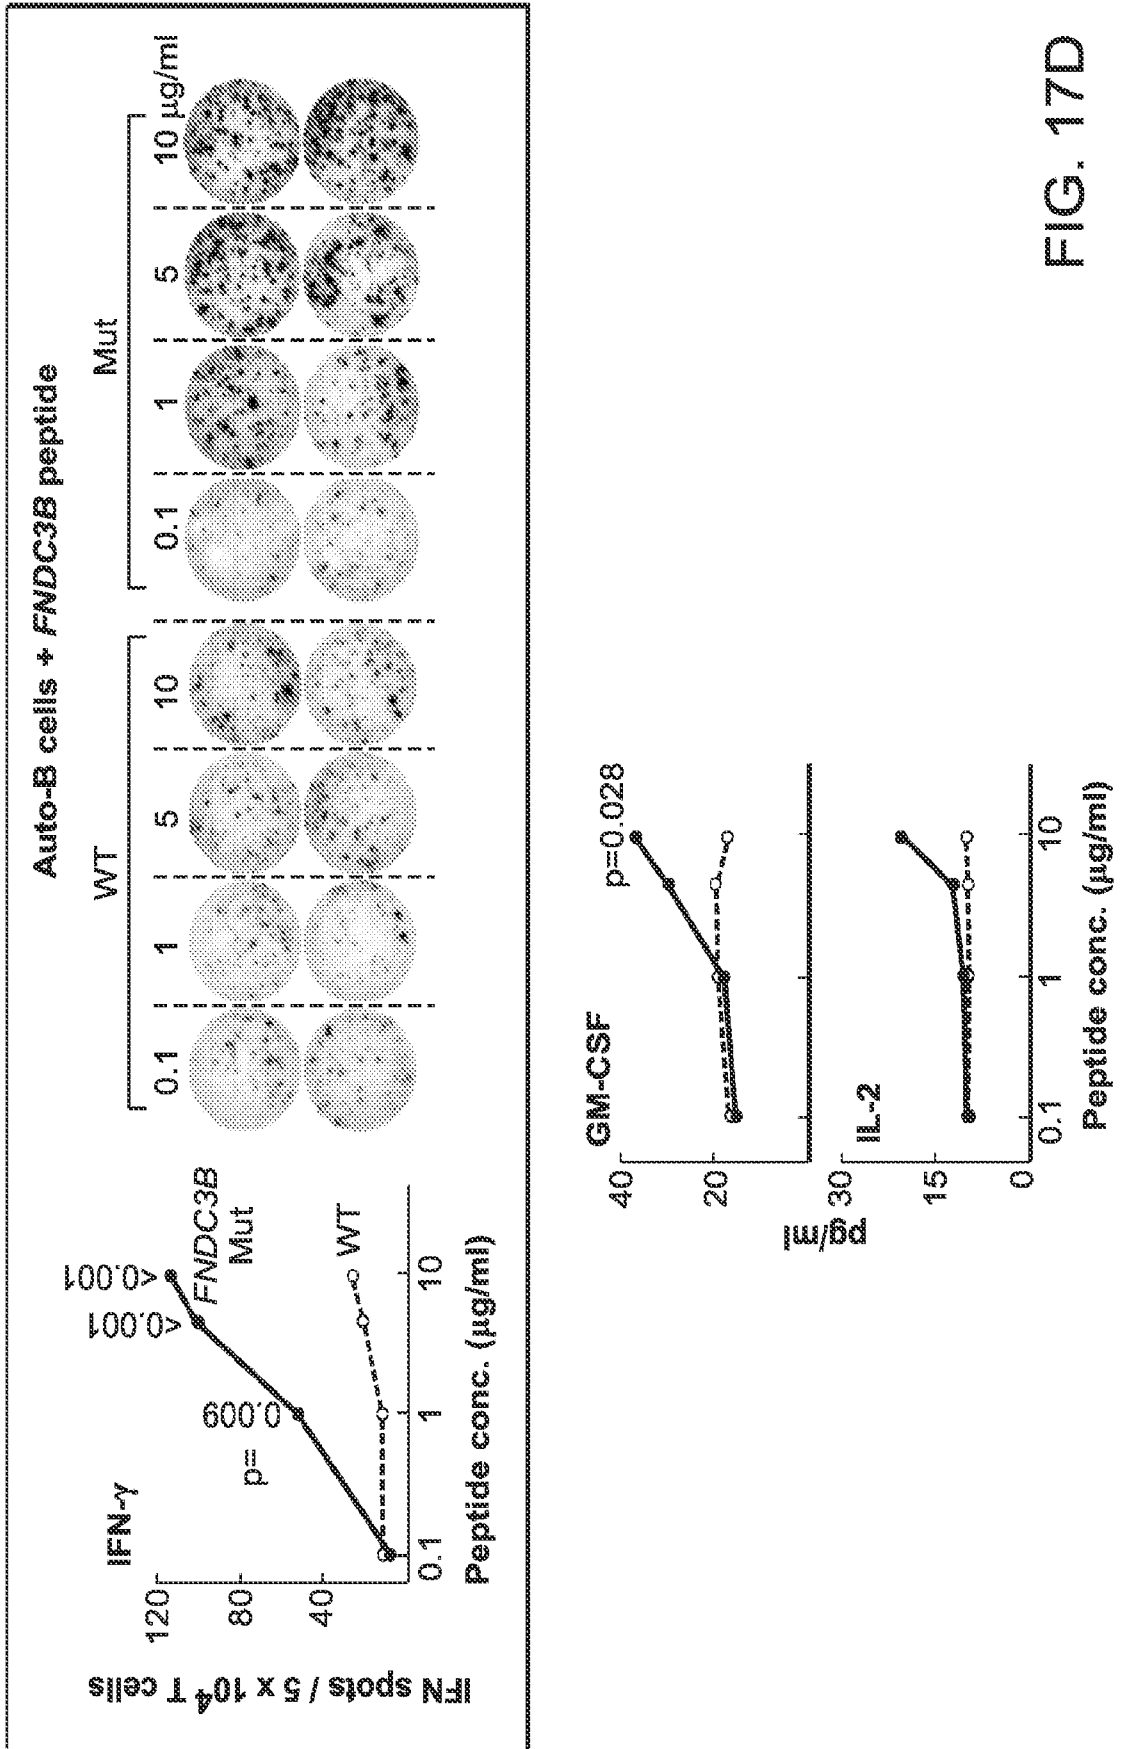 Auto-B cells + FNDC3B peptide
WT
Mut
0.1 1 5 10
0.1 1 5 10 µg/ml
IFN-γ
IFN spots / 5 x 10⁴ T cells
120
80
40
p=
0.009
<0.001
<0.001
FNDC3B
Mut
WT
0.1 1 10
Peptide conc. (µg/ml)
GM-CSF
p=0.028
40
20
pg/ml
IL-2
30
15
0
0.1 1 10
Peptide conc. (µg/ml)
FIG. 17D